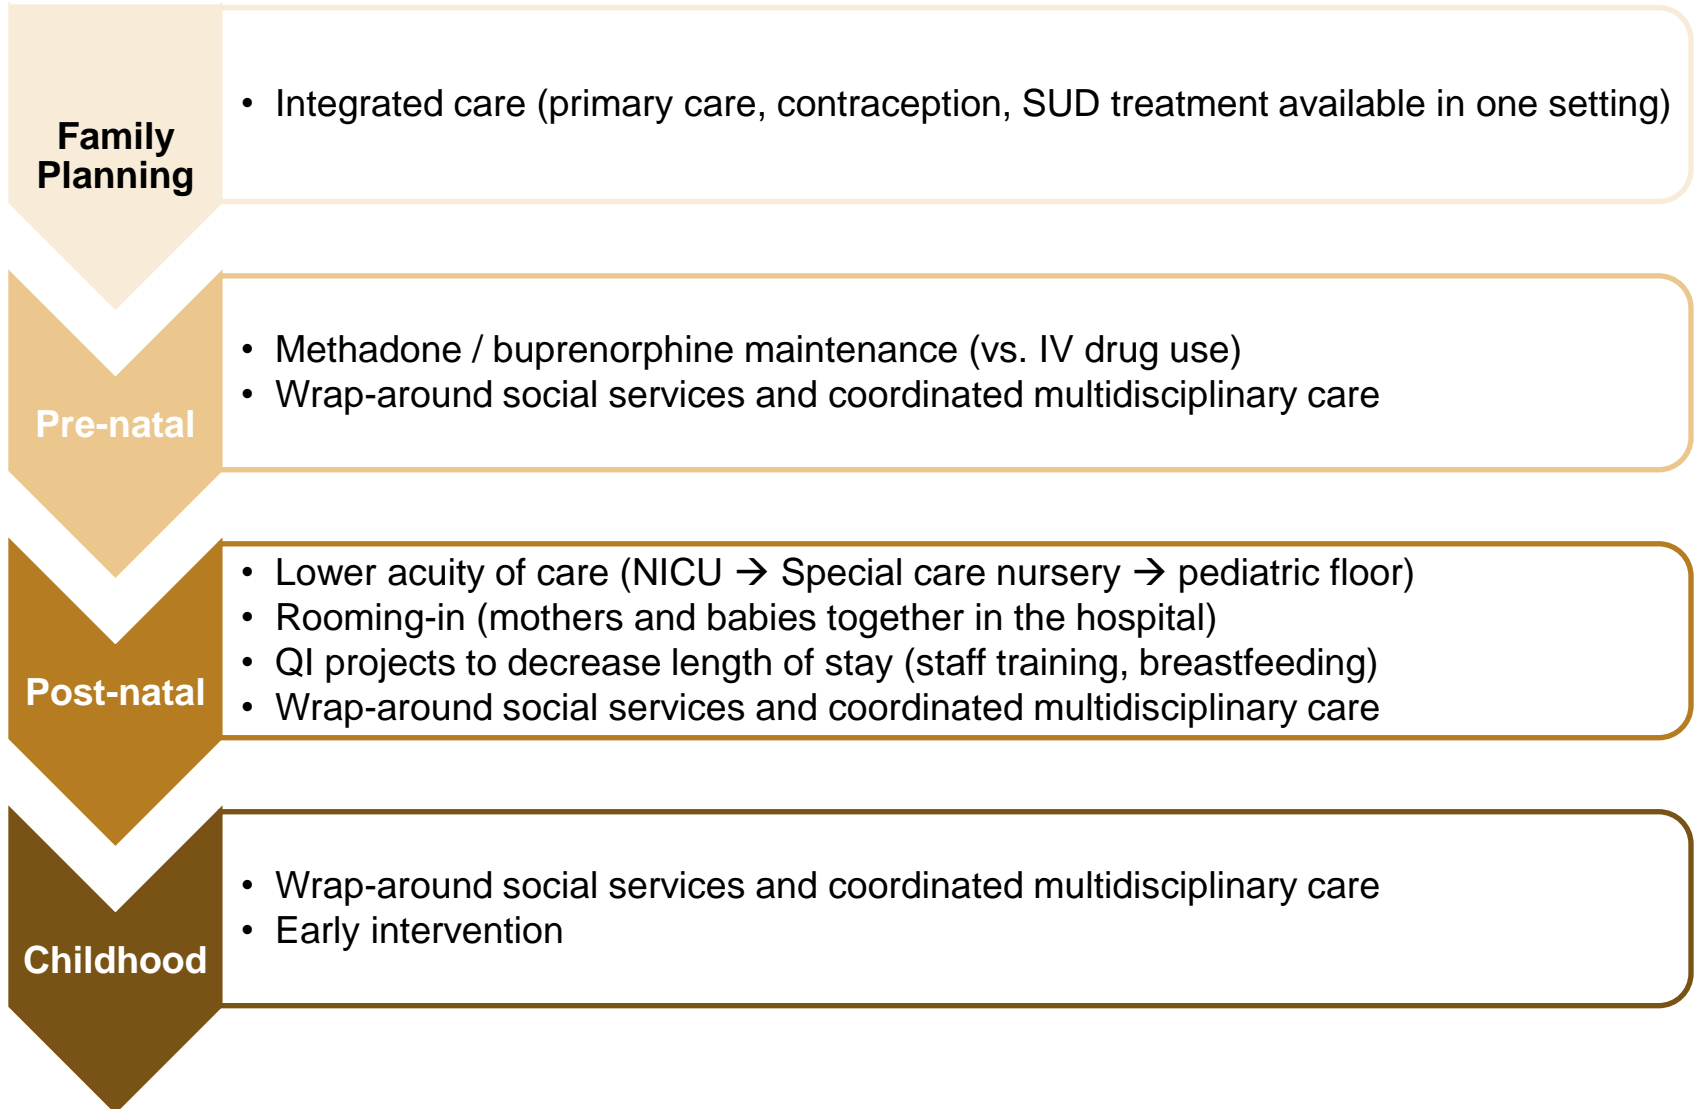 Family
Planning
• Integrated care (primary care, contraception, SUD treatment available in one setting)
Pre-natal
• Methadone / buprenorphine maintenance (vs. IV drug use)
• Wrap-around social services and coordinated multidisciplinary care
Post-natal
• Lower acuity of care (NICU → Special care nursery → pediatric floor)
• Rooming-in (mothers and babies together in the hospital)
• QI projects to decrease length of stay (staff training, breastfeeding)
• Wrap-around social services and coordinated multidisciplinary care
Childhood
• Wrap-around social services and coordinated multidisciplinary care
• Early intervention